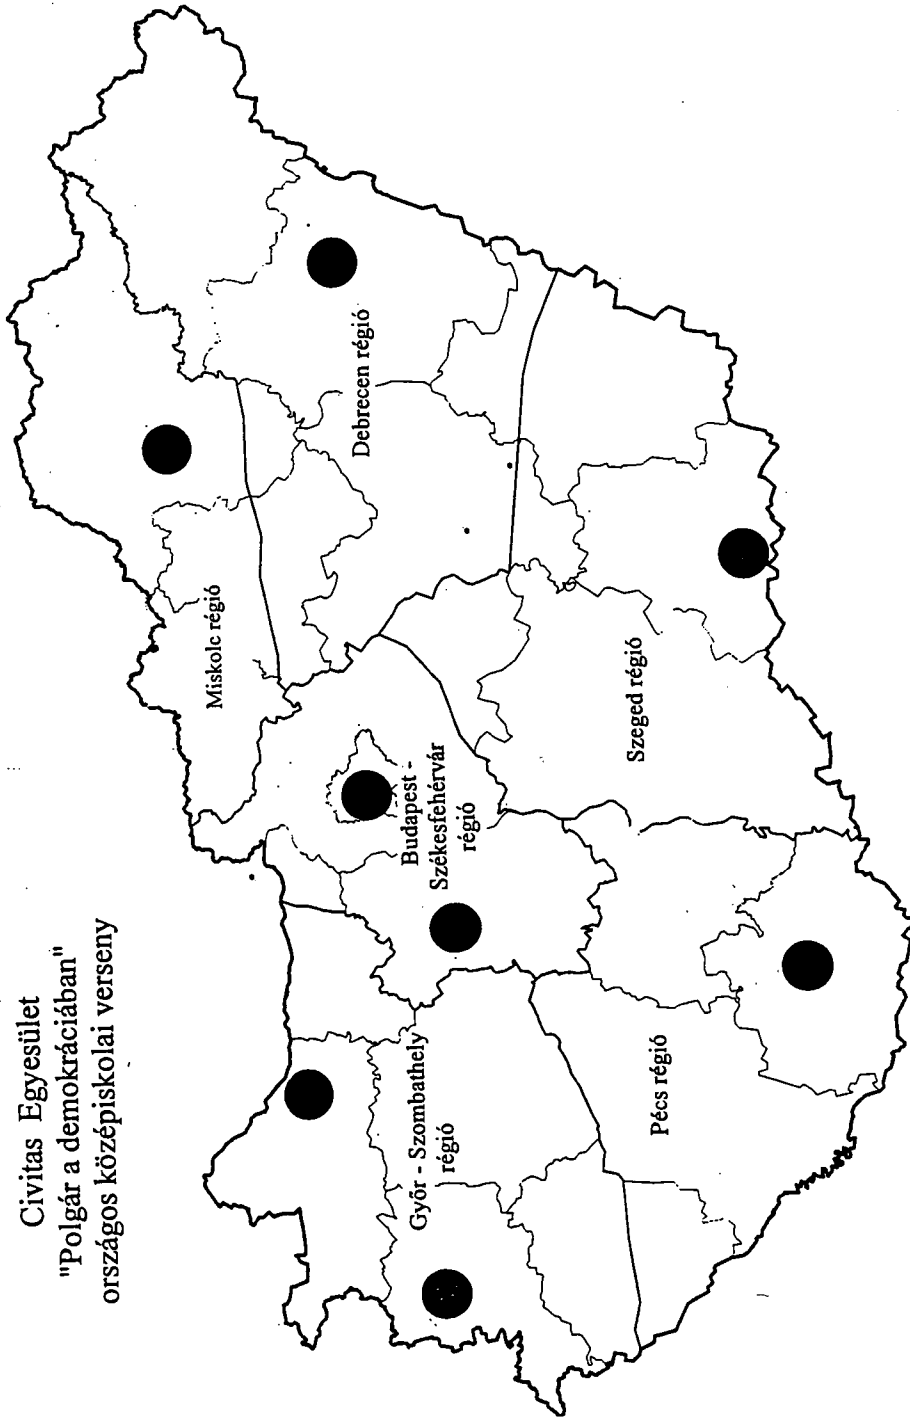 Civitas Egyesület
"Polgár a demokráciában"
országos középiskolai verseny
Miskolc régió
Debrecen régió
Budapest -
Székesfehérvár
régió
Győr - Szombathely
régió
Szeged régió
Pécs régió